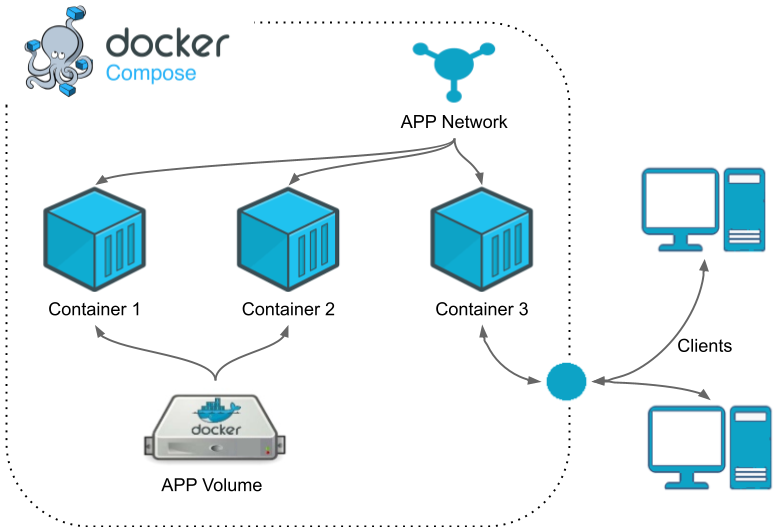 docker
Compose
APP Network
Container 1
Container 2
Container 3
Clients
docker
APP Volume